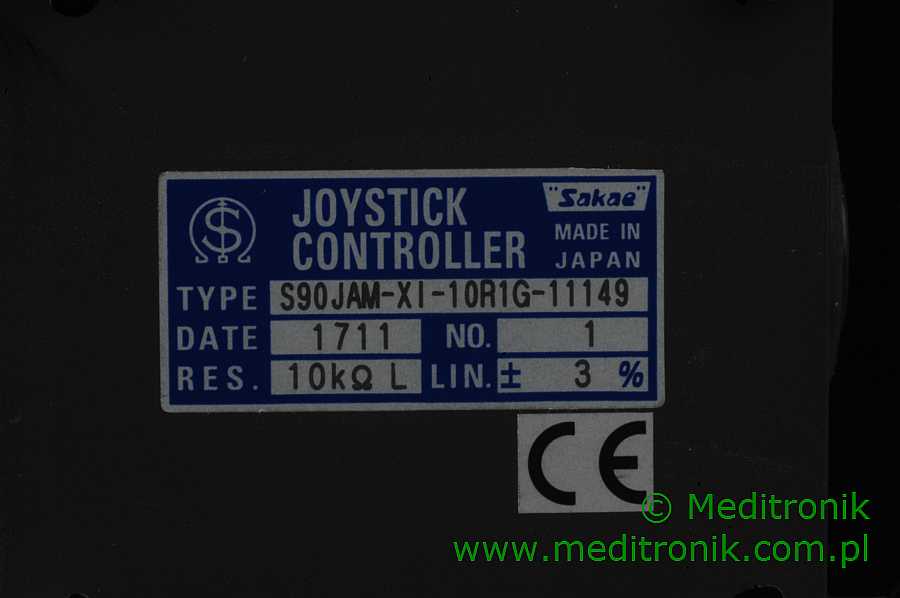 JOYSTICK
CONTROLLER
"Sakae"
MADE IN
JAPAN
TYPE S90JAM-XI-10R1G-11149
DATE 1711 NO. 1
RES. 10kΩ L LIN. ± 3 %
CE
© Meditronik
www.meditronik.com.pl